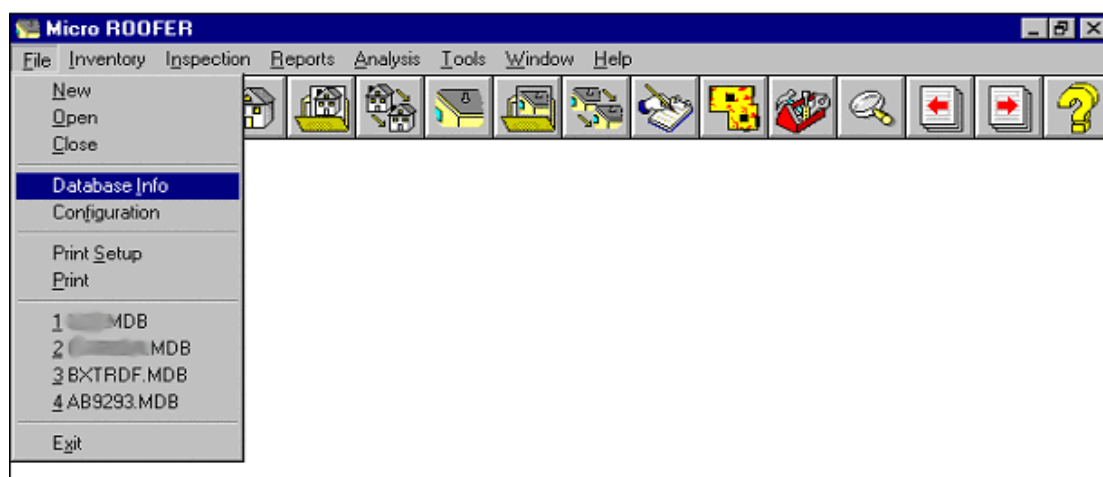 Micro ROOFER
File Inventory Inspection Reports Analysis Tools Window Help
New
Open
Close
Database Info
Configuration
Print Setup
Print
1 MDB
2 .MDB
3 BXTRDF.MDB
4 AB9293.MDB
Exit